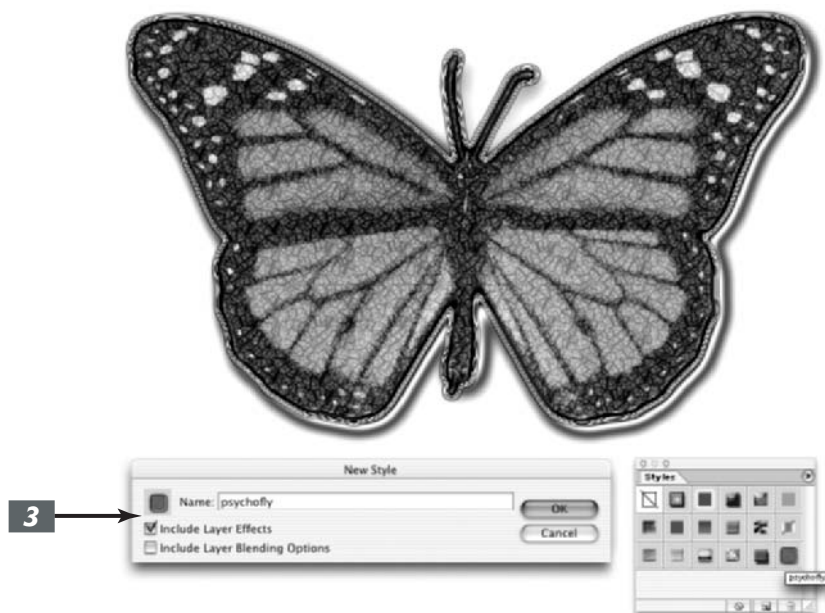 New Style
3
Name: psychofly
OK
Include Layer Effects
Cancel
Include Layer Blending Options
Styles
psychofly